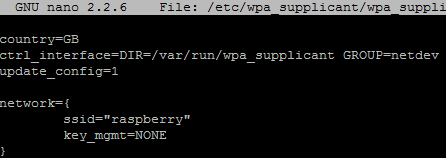 GNU nano 2.2.6 File: /etc/wpa_supplicant/wpa_suppli
country=GB
ctrl_interface=DIR=/var/run/wpa_supplicant GROUP=netdev
update_config=1
network={
ssid="raspberry"
key_mgmt=NONE
}